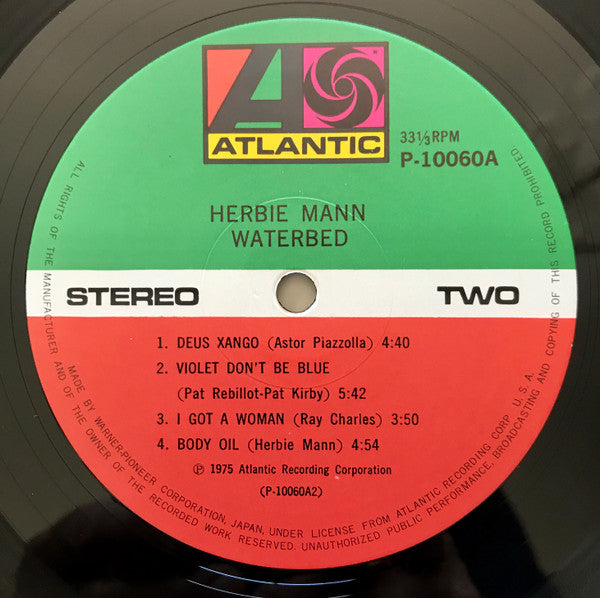 ATLANTIC
33⅓ RPM
P-10060A
HERBIE MANN
WATERBED
STEREO
TWO
1. DEUS XANGO (Astor Piazzolla) 4:40
2. VIOLET DON'T BE BLUE
(Pat Rebillot-Pat Kirby) 5:42
3. I GOT A WOMAN (Ray Charles) 3:50
4. BODY OIL (Herbie Mann) 4:54
Ⓟ 1975 Atlantic Recording Corporation
(P-10060A2)
MADE BY WARNER-PIONEER CORPORATION, JAPAN, UNDER LICENSE FROM ATLANTIC RECORDING CORP. U.S.A.
ALL RIGHTS OF THE MANUFACTURER AND OF THE OWNER OF THE RECORDED WORK RESERVED. UNAUTHORIZED PUBLIC PERFORMANCE, BROADCASTING AND COPYING OF THIS RECORD PROHIBITED